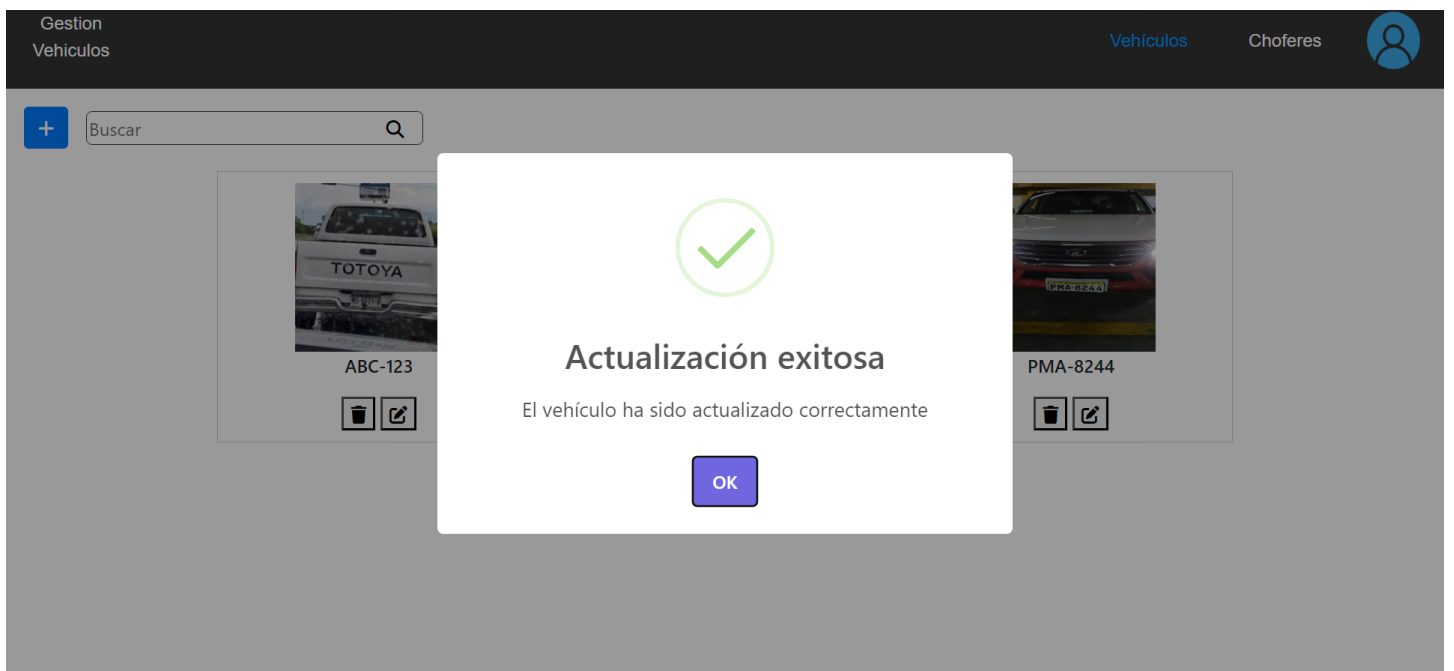 Gestion
Vehiculos
Vehículos
Choferes
Buscar
TOTOYA
PMA-8244
ABC-123
PMA-8244
Actualización exitosa
El vehículo ha sido actualizado correctamente
OK